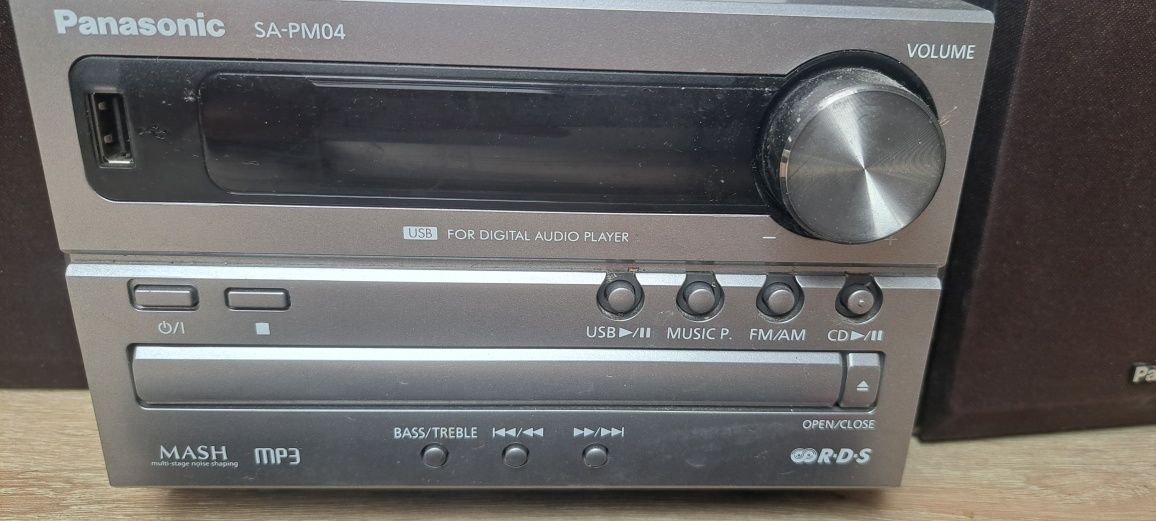 Panasonic SA-PM04
VOLUME
USB FOR DIGITAL AUDIO PLAYER
- +
⏻/I ■ USB ►/II MUSIC P. FM/AM CD ►/II
OPEN/CLOSE
BASS/TREBLE I◄◄/◄◄ ►►/►►I
MASH
multi-stage noise shaping
MP3
R·D·S
Pa